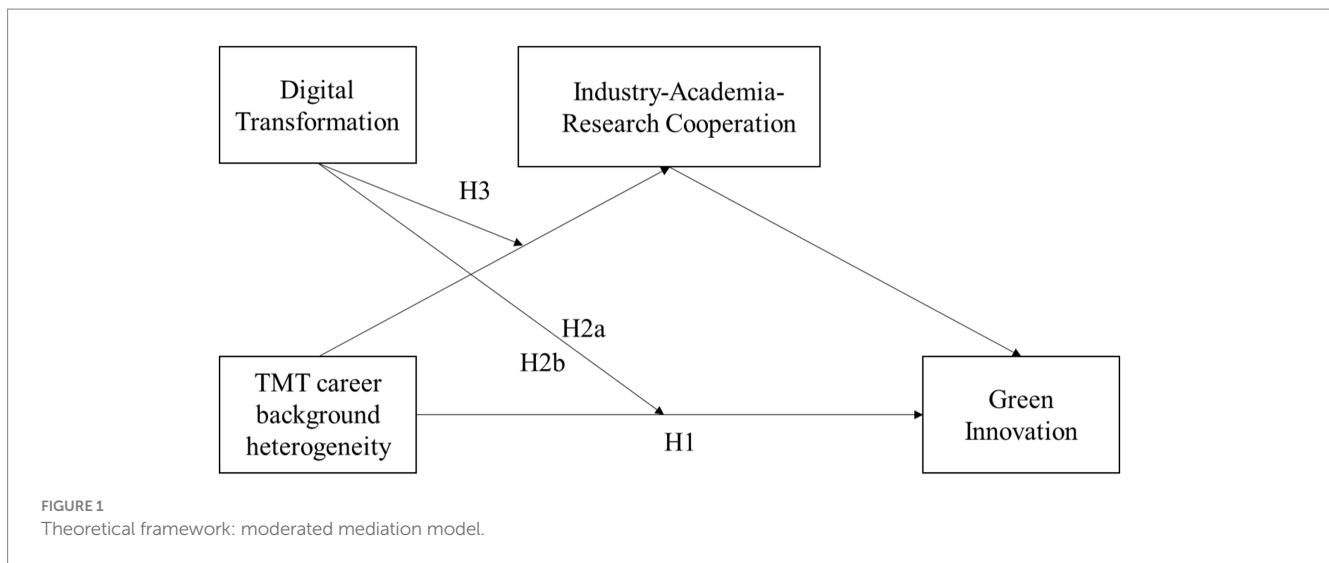 Digital
Transformation
Industry-Academia-
Research Cooperation
H3
H2a
H2b
TMT career
background
heterogeneity
H1
Green
Innovation
FIGURE 1
Theoretical framework: moderated mediation model.